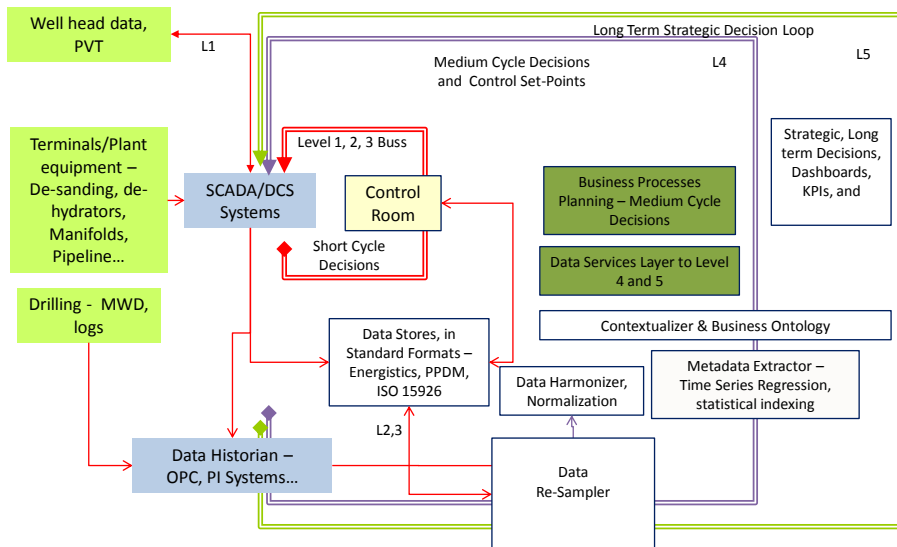 Long Term Strategic Decision Loop
L5
Well head data,
PVT
L1
Medium Cycle Decisions
and Control Set-Points
L4
Terminals/Plant
equipment –
De-sanding, de-
hydrators,
Manifolds,
Pipeline…
Level 1, 2, 3 Buss
SCADA/DCS
Systems
Control
Room
Short Cycle
Decisions
Strategic, Long
term Decisions,
Dashboards,
KPIs, and
Business Processes
Planning – Medium Cycle
Decisions
Data Services Layer to Level
4 and 5
Drilling - MWD,
logs
Contextualizer & Business Ontology
Data Stores, in
Standard Formats –
Energistics, PPDM,
ISO 15926
Data Harmonizer,
Normalization
Metadata Extractor –
Time Series Regression,
statistical indexing
L2,3
Data Historian –
OPC, PI Systems…
Data
Re-Sampler